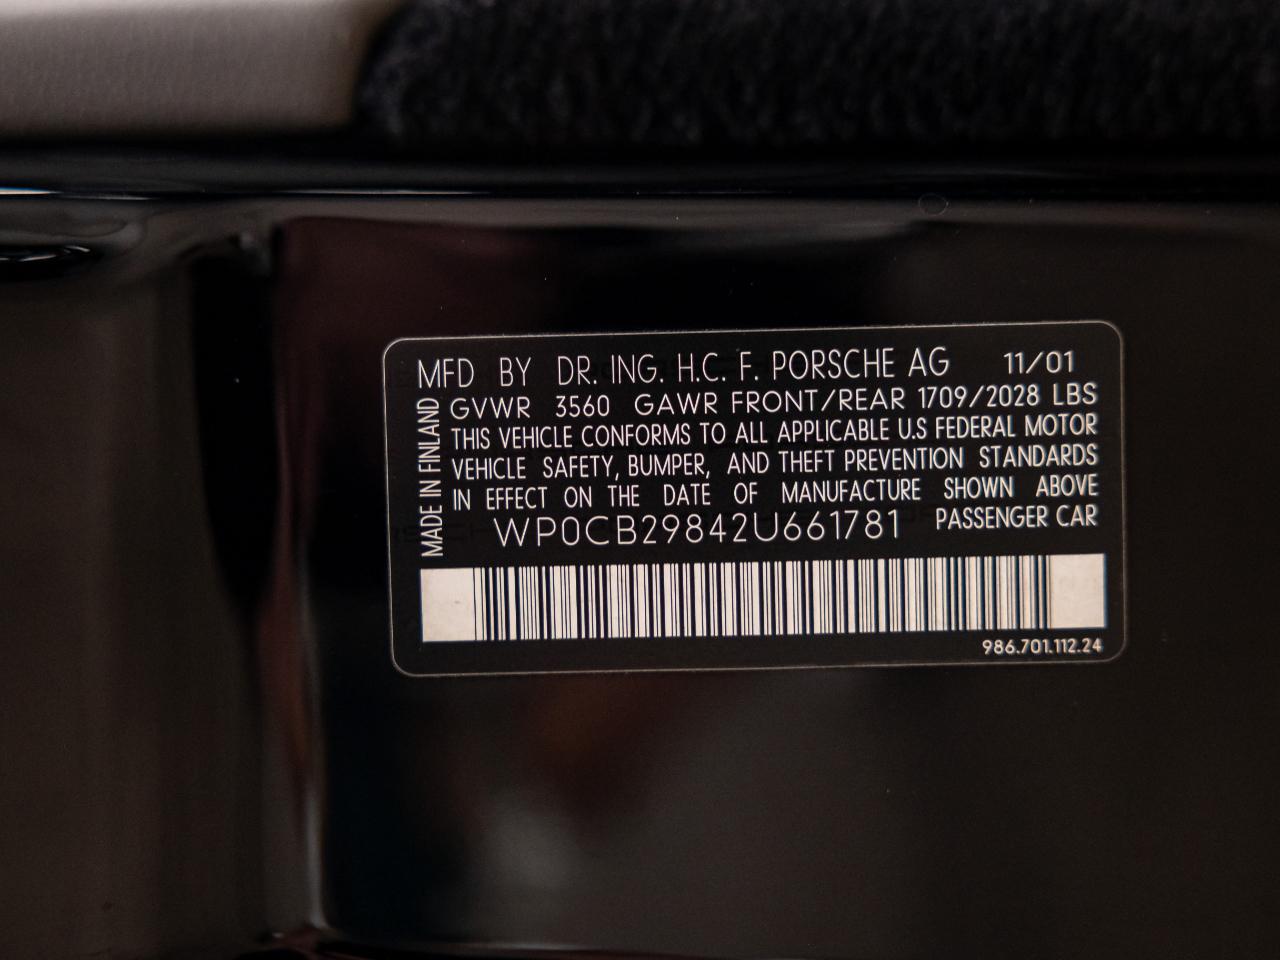 MFD BY DR. ING. H.C. F. PORSCHE AG 11/01
GVWR 3560 GAWR FRONT/REAR 1709/2028 LBS
THIS VEHICLE CONFORMS TO ALL APPLICABLE U.S FEDERAL MOTOR
VEHICLE SAFETY, BUMPER, AND THEFT PREVENTION STANDARDS
IN EFFECT ON THE DATE OF MANUFACTURE SHOWN ABOVE
WP0CB29842U661781 PASSENGER CAR
MADE IN FINLAND
986.701.112.24